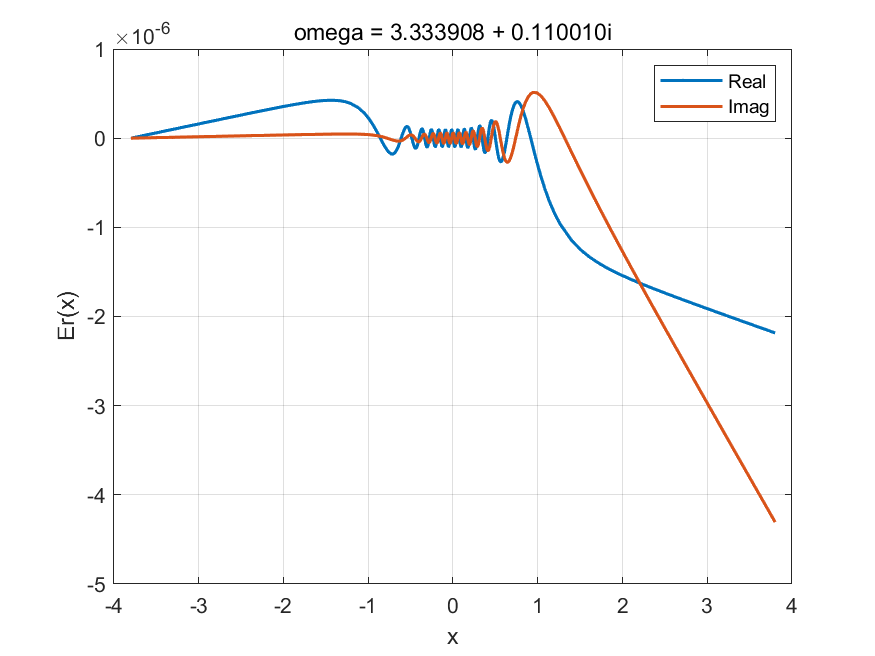 ×10-6
omega = 3.333908 + 0.110010i
Real
Imag
1
0
-1
-2
-3
-4
-5
Er(x)
-4 -3 -2 -1 0 1 2 3 4
x